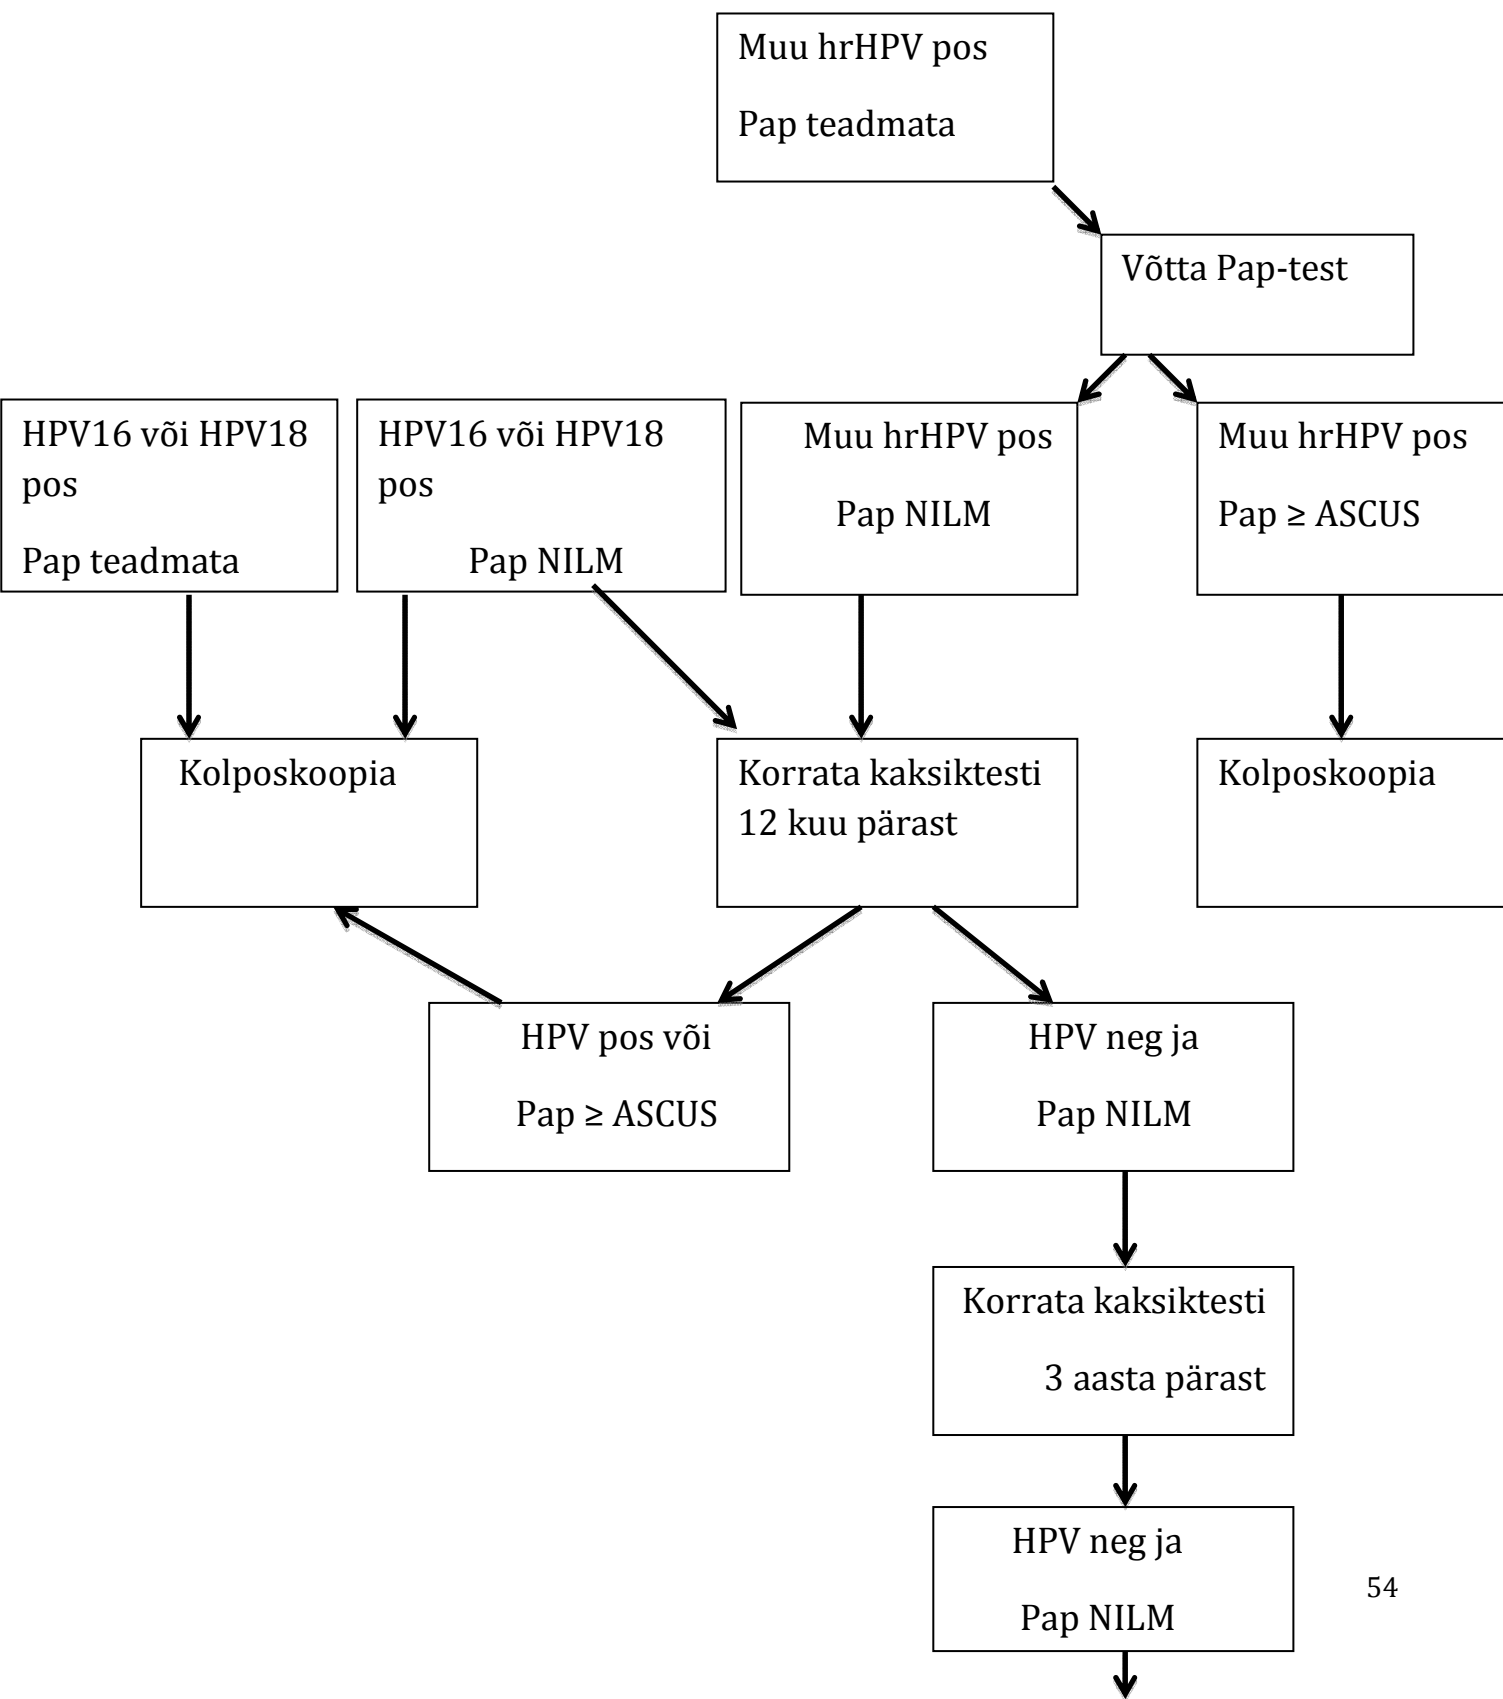 Muu hrHPV pos
Pap teadmata
Võtta Pap-test
HPV16 või HPV18
pos
Pap teadmata
HPV16 või HPV18
pos
Pap NILM
Muu hrHPV pos
Pap NILM
Muu hrHPV pos
Pap ≥ ASCUS
Kolposkoopia
Korrata kaksiktesti
12 kuu pärast
Kolposkoopia
HPV pos või
Pap ≥ ASCUS
HPV neg ja
Pap NILM
Korrata kaksiktesti
3 aasta pärast
HPV neg ja
Pap NILM
54